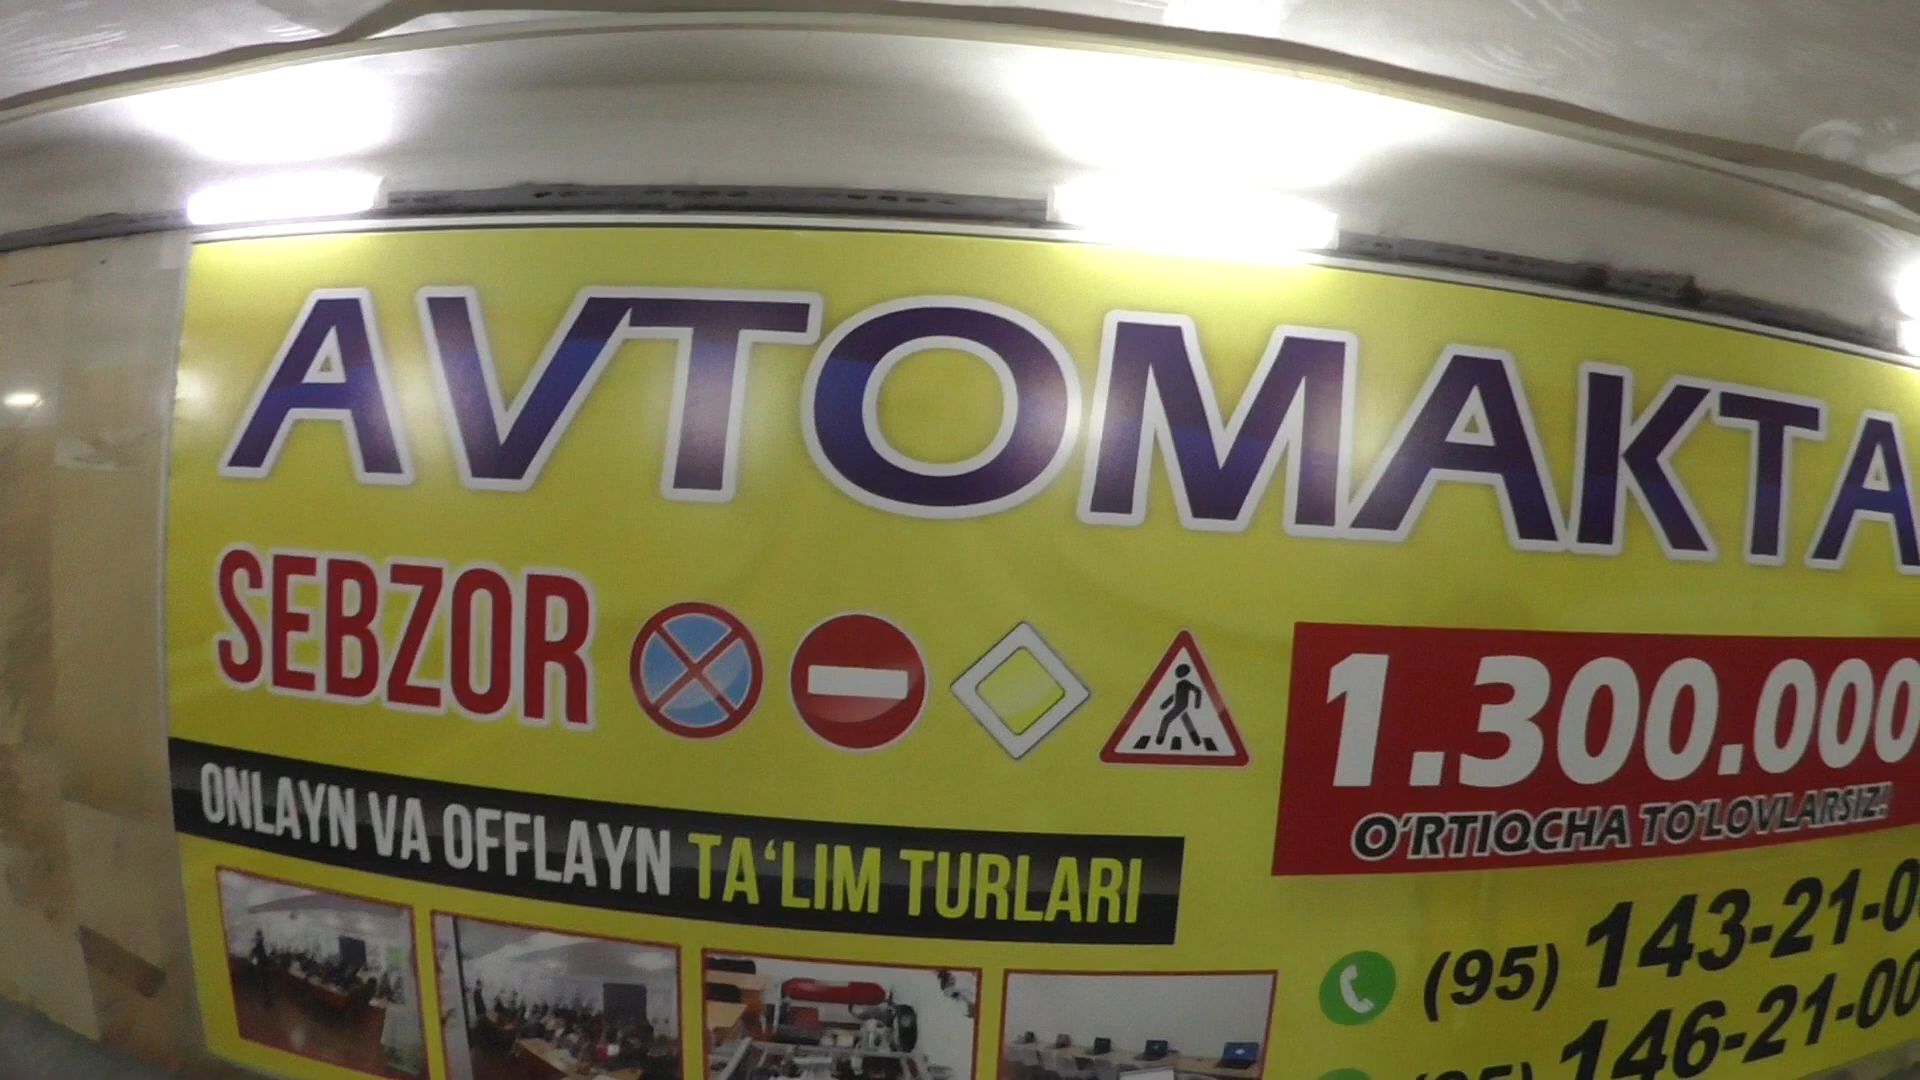 AVTOMAKTA
SEBZOR
1.300.000
O‘RTIQCHA TO‘LOVLARSIZ!
ONLAYN VA OFFLAYN TA‘LIM TURLARI
(95) 143-21-0
146-21-00